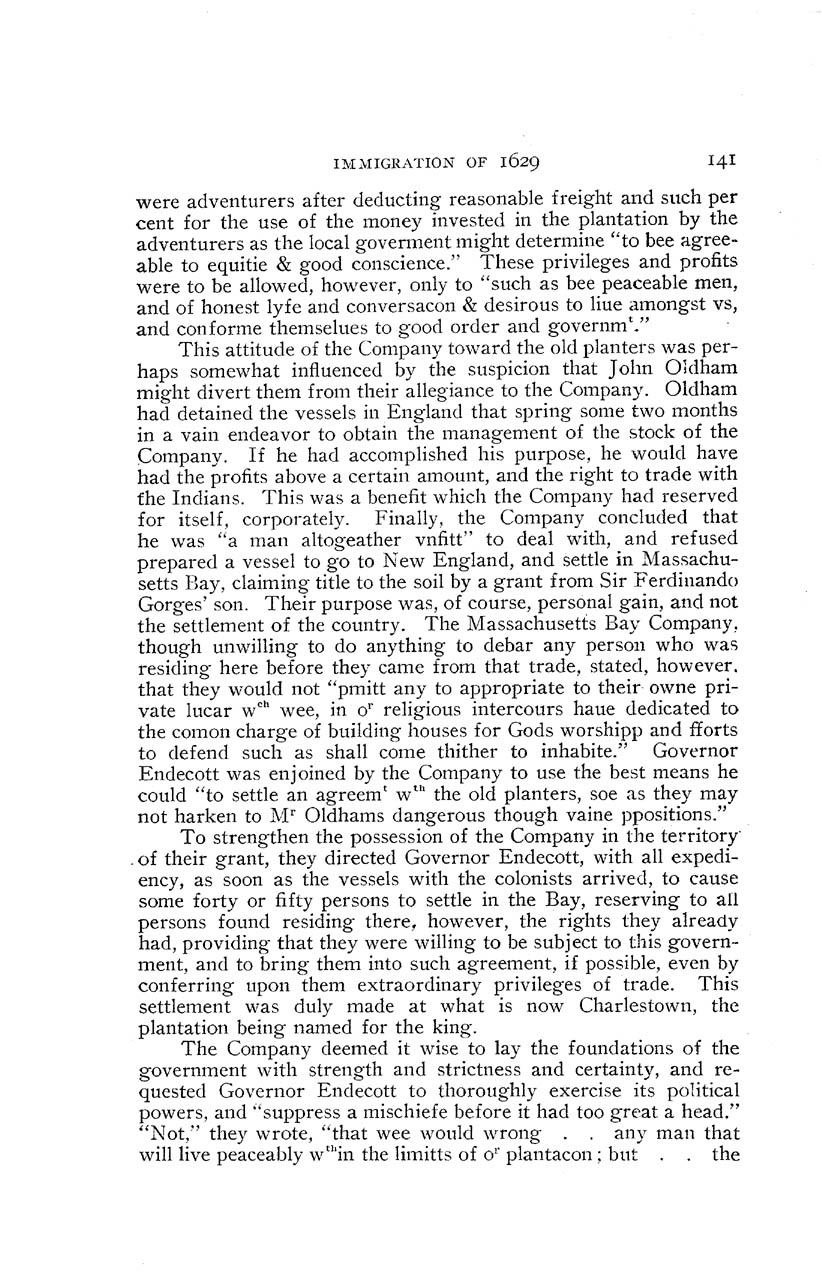 IMMIGRATION OF 1629 141
were adventurers after deducting reasonable freight and such per
cent for the use of the money invested in the plantation by the
adventurers as the local goverment might determine “to bee agree-
able to equitie & good conscience.” These privileges and profits
were to be allowed, however, only to “such as bee peaceable men,
and of honest lyfe and conversacon & desirous to liue amongst vs,
and conforme themselues to good order and governmᵗ.”
This attitude of the Company toward the old planters was per-
haps somewhat influenced by the suspicion that John Oldham
might divert them from their allegiance to the Company. Oldham
had detained the vessels in England that spring some two months
in a vain endeavor to obtain the management of the stock of the
Company. If he had accomplished his purpose, he would have
had the profits above a certain amount, and the right to trade with
the Indians. This was a benefit which the Company had reserved
for itself, corporately. Finally, the Company concluded that
he was “a man altogeather vnfitt” to deal with, and refused
prepared a vessel to go to New England, and settle in Massachu-
setts Bay, claiming title to the soil by a grant from Sir Ferdinando
Gorges’ son. Their purpose was, of course, personal gain, and not
the settlement of the country. The Massachusetts Bay Company,
though unwilling to do anything to debar any person who was
residing here before they came from that trade, stated, however,
that they would not “pmitt any to appropriate to their owne pri-
vate lucar wᶜʰ wee, in oʳ religious intercours haue dedicated to
the comon charge of building houses for Gods worshipp and fforts
to defend such as shall come thither to inhabite.” Governor
Endecott was enjoined by the Company to use the best means he
could “to settle an agreemᵗ wᵗʰ the old planters, soe as they may
not harken to Mʳ Oldhams dangerous though vaine ppositions.”
To strengthen the possession of the Company in the territory
of their grant, they directed Governor Endecott, with all expedi-
ency, as soon as the vessels with the colonists arrived, to cause
some forty or fifty persons to settle in the Bay, reserving to all
persons found residing there, however, the rights they already
had, providing that they were willing to be subject to this govern-
ment, and to bring them into such agreement, if possible, even by
conferring upon them extraordinary privileges of trade. This
settlement was duly made at what is now Charlestown, the
plantation being named for the king.
The Company deemed it wise to lay the foundations of the
government with strength and strictness and certainty, and re-
quested Governor Endecott to thoroughly exercise its political
powers, and “suppress a mischiefe before it had too great a head.”
“Not,” they wrote, “that wee would wrong . . any man that
will live peaceably wᵗʰin the limitts of oʳ plantacon; but . . the